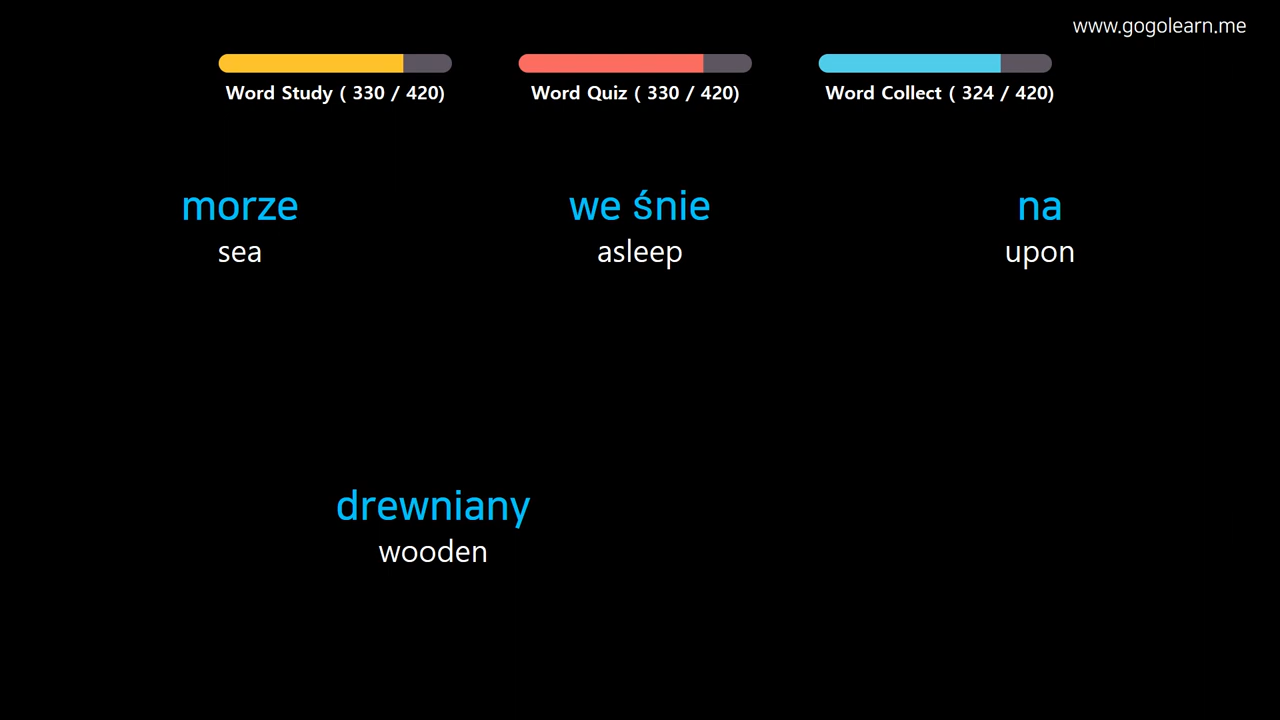 www.gogolearn.me
Word Study ( 330 / 420)
Word Quiz ( 330 / 420)
Word Collect ( 324 / 420)
morze
sea
we śnie
asleep
na
upon
drewniany
wooden